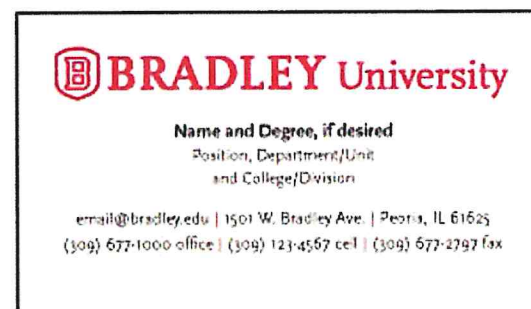 B BRADLEY University
Name and Degree, if desired
Position, Department/Unit
and College/Division
email@bradley.edu | 1501 W. Bradley Ave. | Peoria, IL 61625
(309) 677-1000 office | (309) 123-4567 cell | (309) 677-2797 fax